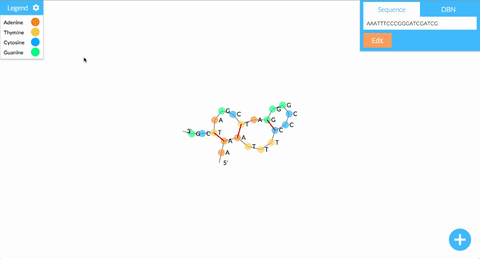 Legend
Adenine
Thymine
Cytosine
Guanine
Sequence
DBN
AAATTTCCCGGGATCGATCG
Edit
3'
G
C
T
A
G
C
T
A
G
G
G
C
C
C
T
T
T
A
A
A
5'